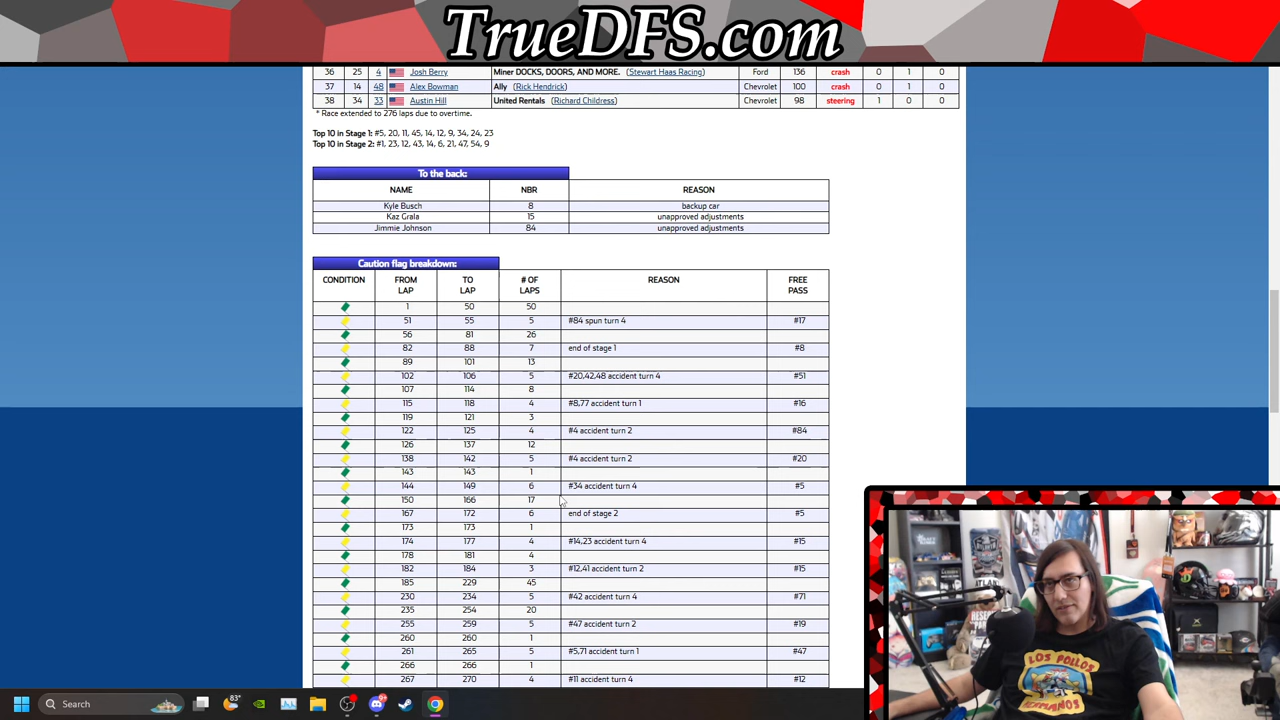 TrueDFS.com
36 25 4 Josh Berry Miner DOCKS, DOORS, AND MORE. (Stewart Haas Racing) Ford 136 crash 0 1 0
37 14 48 Alex Bowman Ally (Rick Hendrick) Chevrolet 100 crash 0 1 0
38 34 33 Austin Hill United Rentals (Richard Childress) Chevrolet 98 steering 1 0 0
* Race extended to 276 laps due to overtime.
Top 10 in Stage 1: #5, 20, 11, 45, 14, 12, 9, 34, 24, 23
Top 10 in Stage 2: #1, 23, 12, 43, 14, 6, 21, 47, 54, 9
To the back:
NAME NBR REASON
Kyle Busch 8 backup car
Kaz Grala 15 unapproved adjustments
Jimmie Johnson 84 unapproved adjustments
Caution flag breakdown:
CONDITION FROM LAP TO LAP # OF LAPS REASON FREE PASS
1 50 50
51 55 5 #84 spun turn 4 #17
56 81 26
82 88 7 end of stage 1 #8
89 101 13
102 106 5 #20,42,48 accident turn 4 #51
107 114 8
115 118 4 #8,77 accident turn 1 #16
119 121 3
122 125 4 #4 accident turn 2 #84
126 137 12
138 142 5 #4 accident turn 2 #20
143 143 1
144 149 6 #34 accident turn 4 #5
150 166 17
167 172 6 end of stage 2 #5
173 173 1
174 177 4 #14,23 accident turn 4 #15
178 181 4
182 184 3 #12,41 accident turn 2 #15
185 229 45
230 234 5 #42 accident turn 4 #71
235 254 20
255 259 5 #47 accident turn 2 #19
260 260 1
261 265 5 #5,71 accident turn 1 #47
266 266 1
267 270 4 #11 accident turn 4 #12
LOS POLLOS
HERMANOS
Search
83°
9+